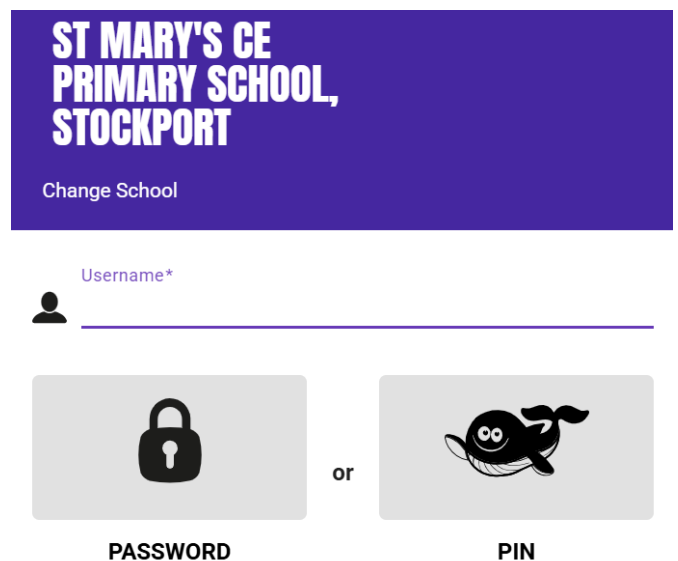 ST MARY'S CE
PRIMARY SCHOOL,
STOCKPORT
Change School
Username*
or
PASSWORD
PIN